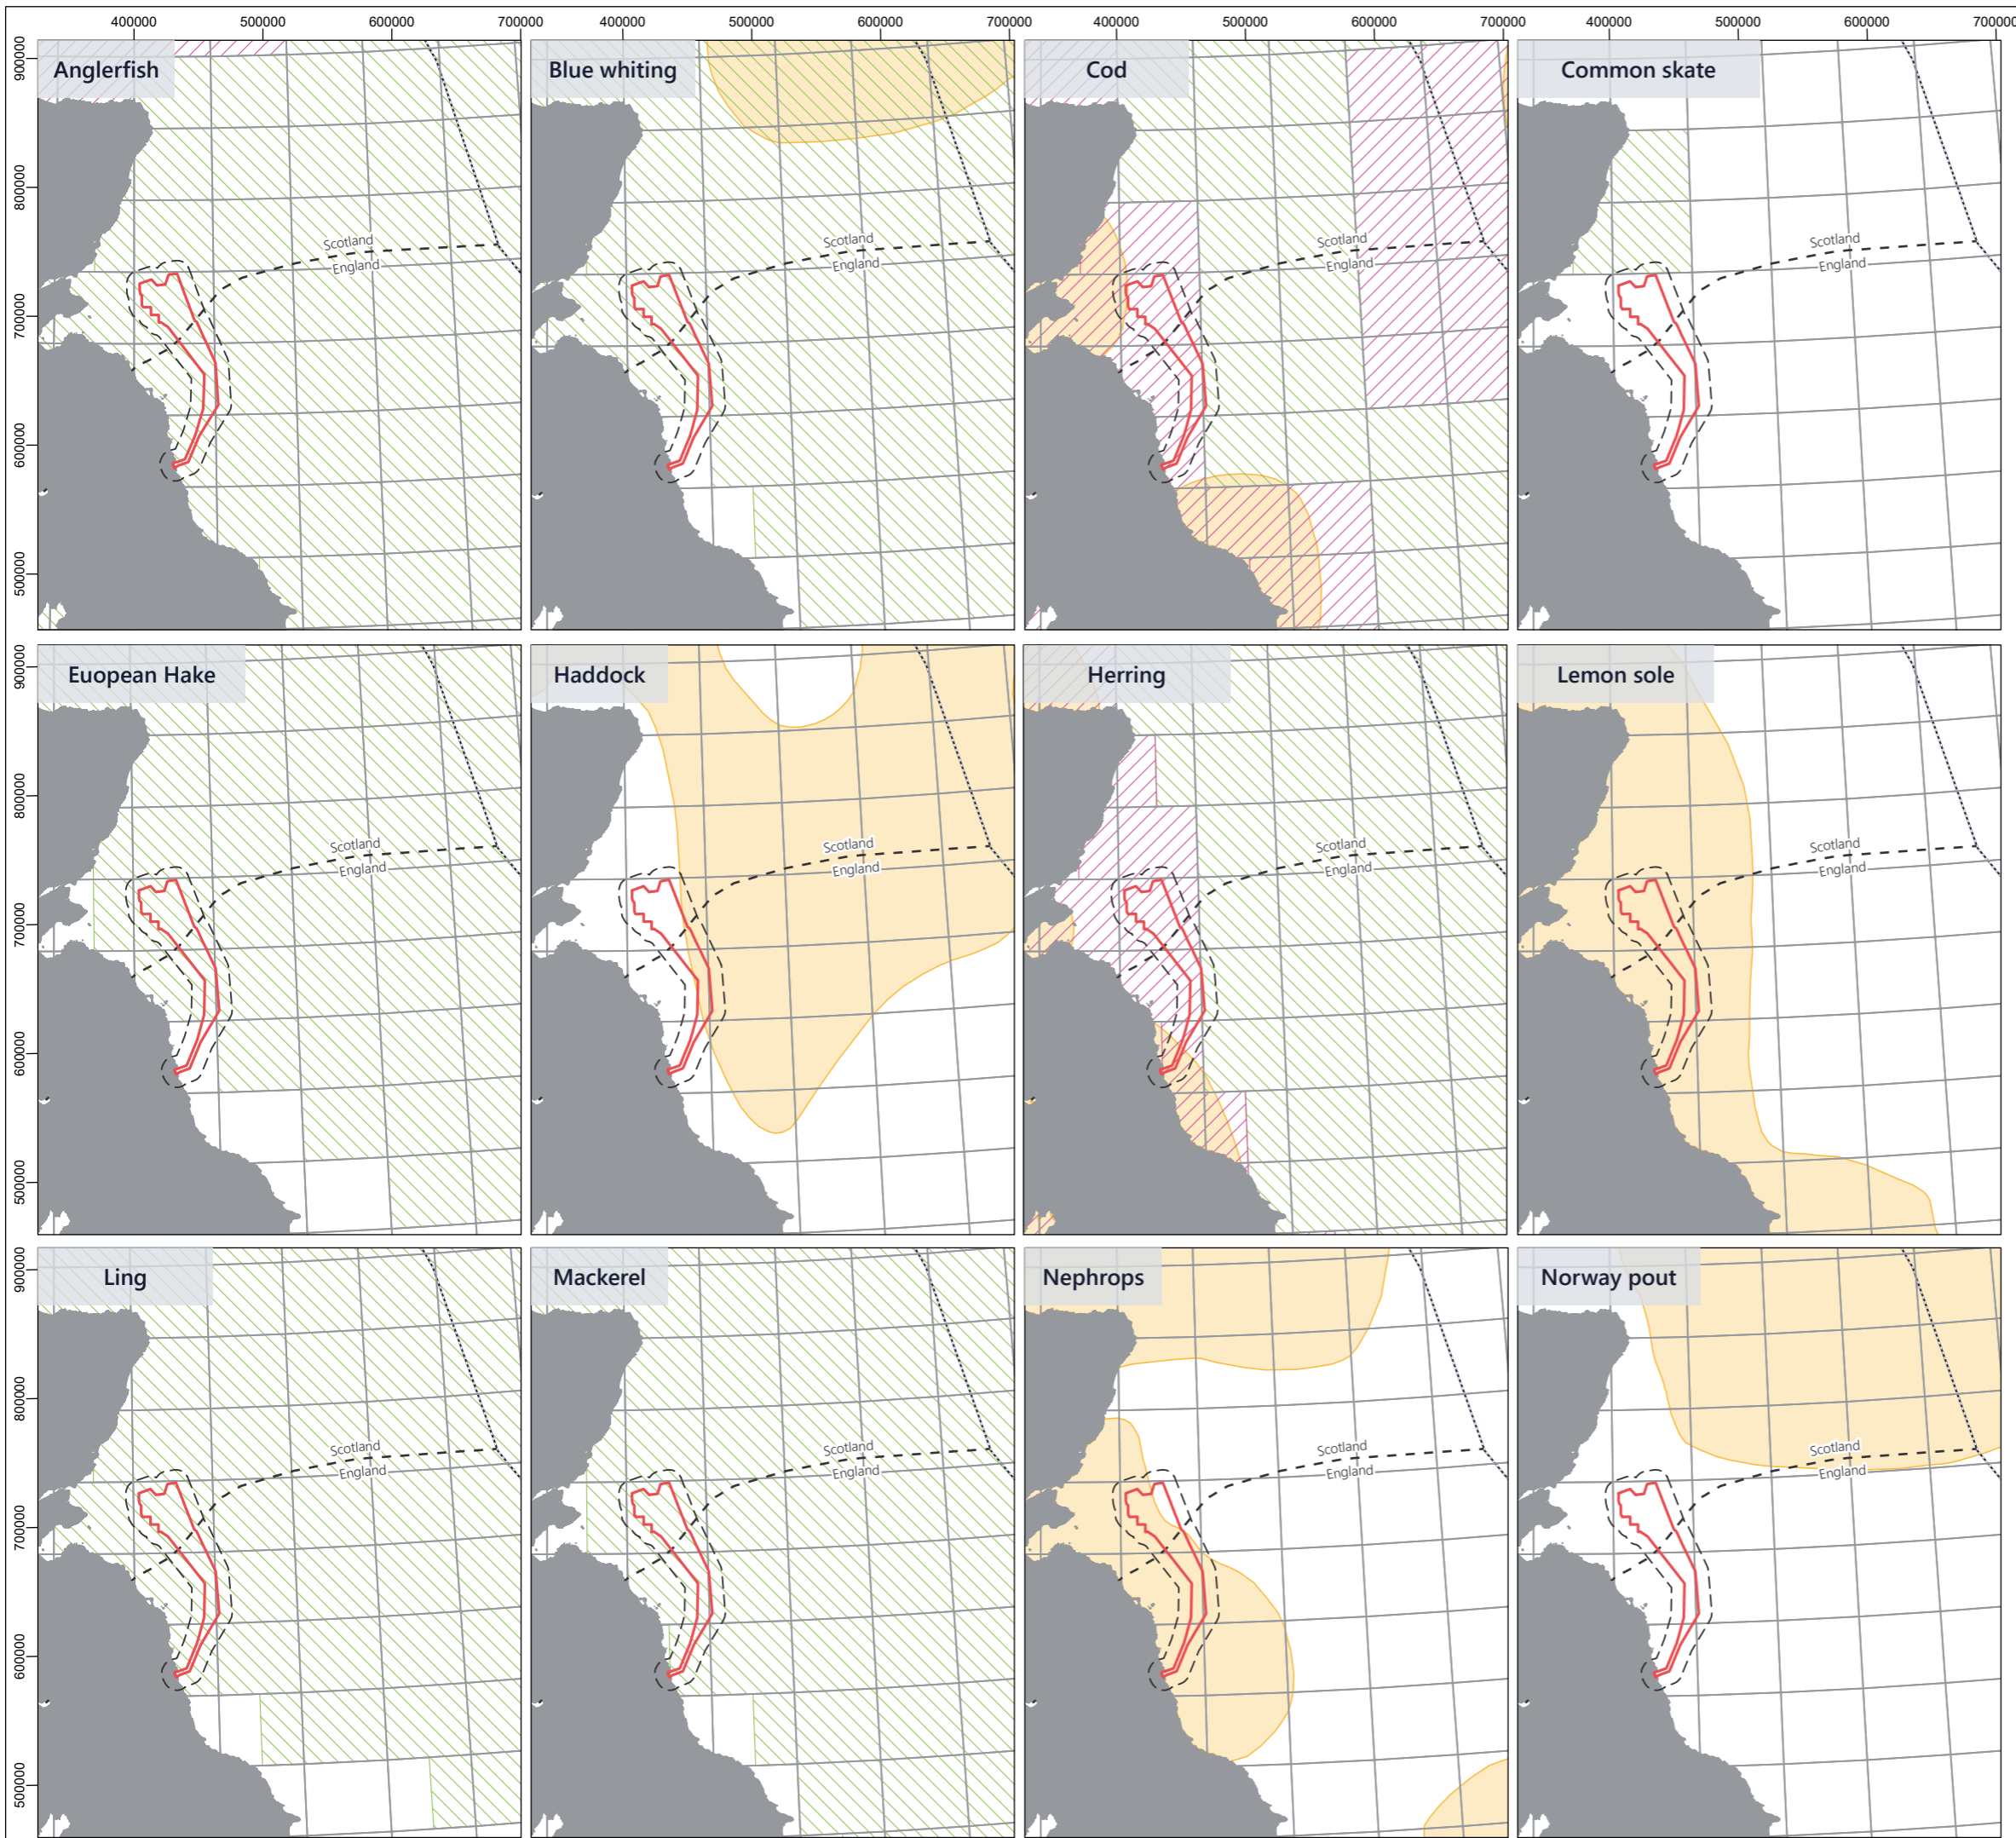 400000 500000 600000 700000 400000 500000 600000 700000 400000 500000 600000 700000 400000 500000 600000 700000
900000
800000
700000
600000
500000
Anglerfish
Scotland
England
Blue whiting
Scotland
England
Cod
Scotland
England
Common skate
Scotland
England
900000
800000
700000
600000
500000
Euopean Hake
Scotland
England
Haddock
Scotland
England
Herring
Scotland
England
Lemon sole
Scotland
England
900000
800000
700000
600000
500000
Ling
Scotland
England
Mackerel
Scotland
England
Nephrops
Scotland
England
Norway pout
Scotland
England